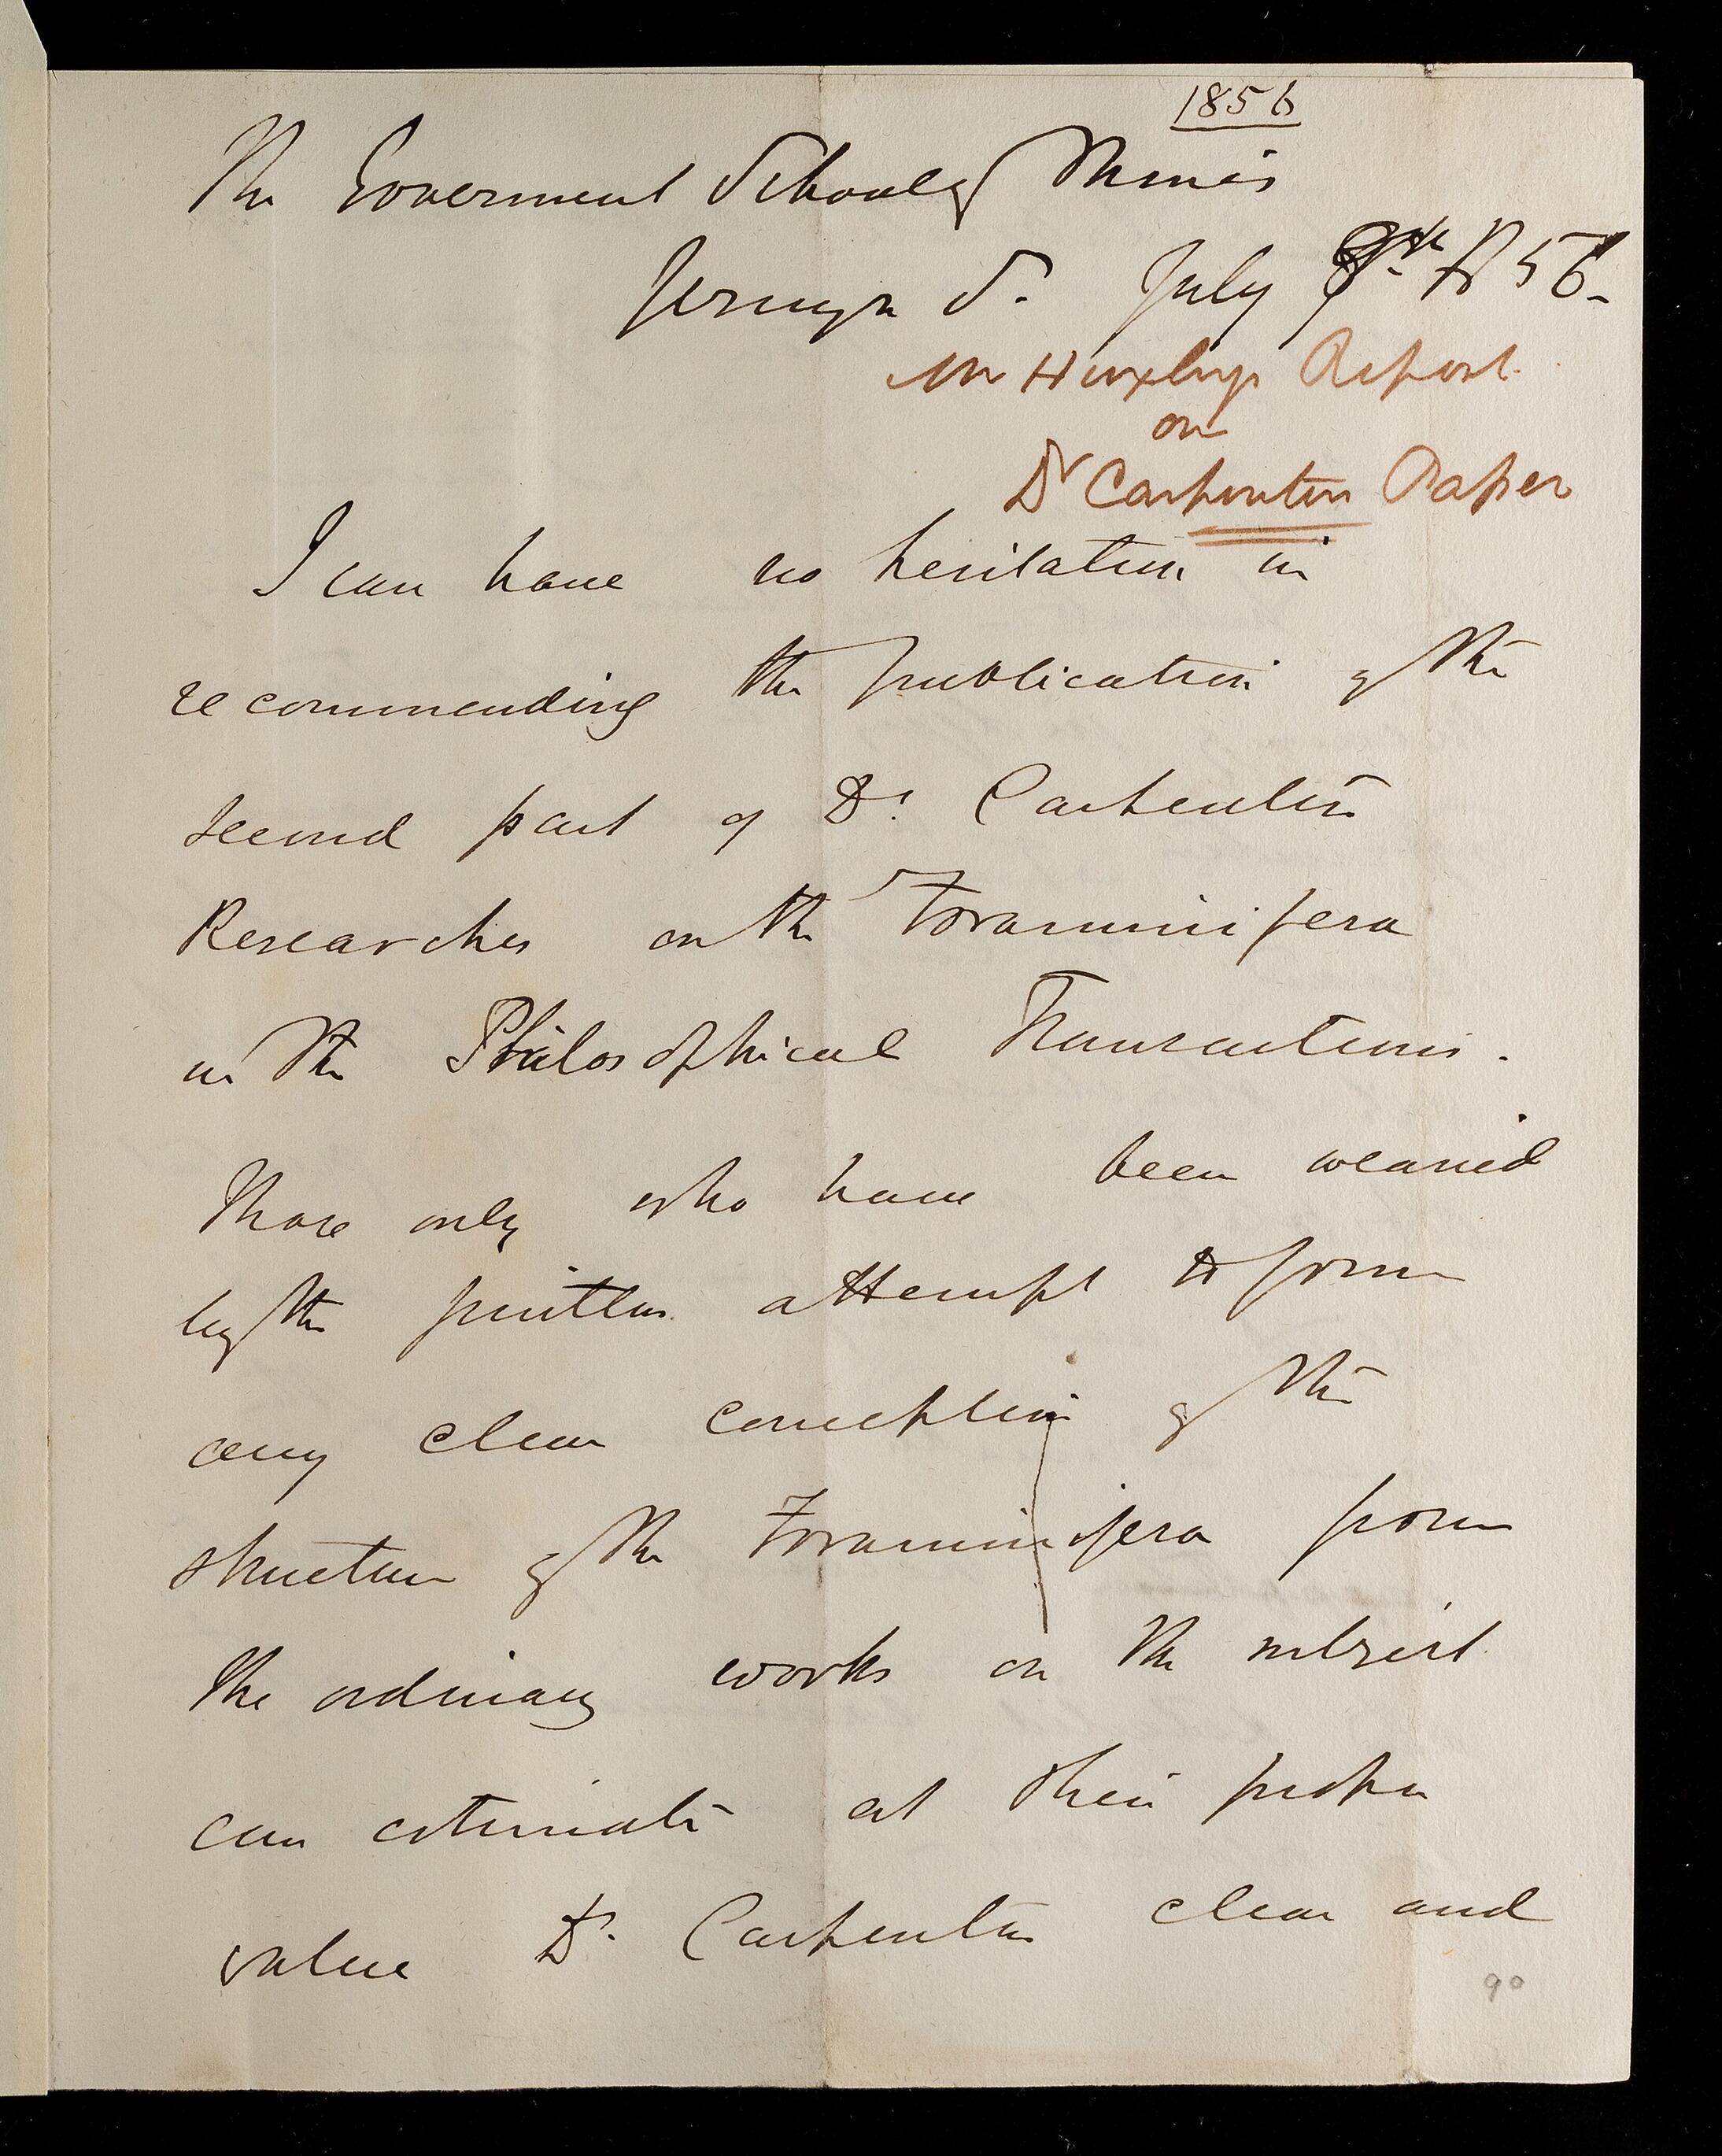 1856
The Government School of Mines
Jermyn St. July 9th 1856-
Mr Huxley's Report
on
Dr Carpenters Paper
I can have no hesitation in
recommending the publication of the
second part of Dr. Carpenters
Researches on the Foraminifera
in the Philosophical Transactions.
Those only who have been wearied
by the fruitless attempt to form
any clear conception of the
structure of the Foraminifera from
the ordinary works on the subject
can estimate at their proper
value Dr. Carpenters clear and
90